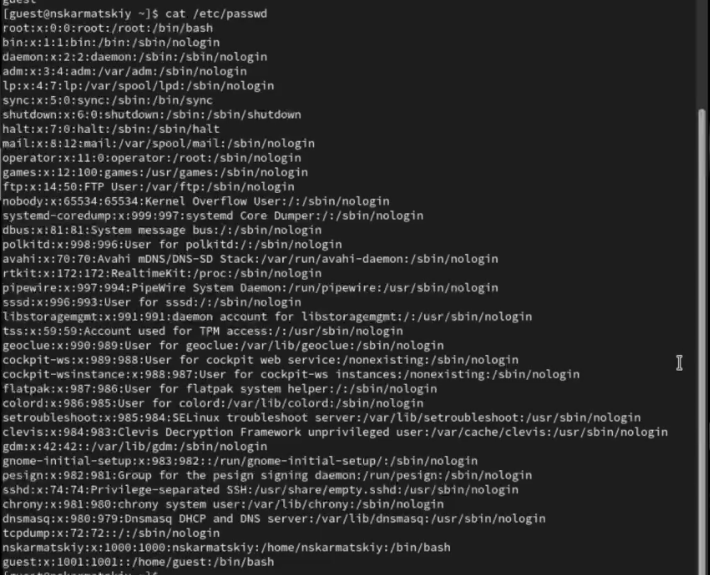 guest
[guest@nskarmatskiy ~]$ cat /etc/passwd
root:x:0:0:root:/root:/bin/bash
bin:x:1:1:bin:/bin:/sbin/nologin
daemon:x:2:2:daemon:/sbin:/sbin/nologin
adm:x:3:4:adm:/var/adm:/sbin/nologin
lp:x:4:7:lp:/var/spool/lpd:/sbin/nologin
sync:x:5:0:sync:/sbin:/bin/sync
shutdown:x:6:0:shutdown:/sbin:/sbin/shutdown
halt:x:7:0:halt:/sbin:/sbin/halt
mail:x:8:12:mail:/var/spool/mail:/sbin/nologin
operator:x:11:0:operator:/root:/sbin/nologin
games:x:12:100:games:/usr/games:/sbin/nologin
ftp:x:14:50:FTP User:/var/ftp:/sbin/nologin
nobody:x:65534:65534:Kernel Overflow User:/:/sbin/nologin
systemd-coredump:x:999:997:systemd Core Dumper:/:/sbin/nologin
dbus:x:81:81:System message bus:/:/sbin/nologin
polkitd:x:998:996:User for polkitd:/:/sbin/nologin
avahi:x:70:70:Avahi mDNS/DNS-SD Stack:/var/run/avahi-daemon:/sbin/nologin
rtkit:x:172:172:RealtimeKit:/proc:/sbin/nologin
pipewire:x:997:994:PipeWire System Daemon:/run/pipewire:/usr/sbin/nologin
sssd:x:996:993:User for sssd:/:/sbin/nologin
libstoragemgmt:x:991:991:daemon account for libstoragemgmt:/:/usr/sbin/nologin
tss:x:59:59:Account used for TPM access:/:/usr/sbin/nologin
geoclue:x:990:989:User for geoclue:/var/lib/geoclue:/sbin/nologin
cockpit-ws:x:989:988:User for cockpit web service:/nonexisting:/sbin/nologin
cockpit-wsinstance:x:988:987:User for cockpit-ws instances:/nonexisting:/sbin/nologin
flatpak:x:987:986:User for flatpak system helper:/:/sbin/nologin
colord:x:986:985:User for colord:/var/lib/colord:/sbin/nologin
setroubleshoot:x:985:984:SELinux troubleshoot server:/var/lib/setroubleshoot:/usr/sbin/nologin
clevis:x:984:983:Clevis Decryption Framework unprivileged user:/var/cache/clevis:/usr/sbin/nologin
gdm:x:42:42::/var/lib/gdm:/sbin/nologin
gnome-initial-setup:x:983:982::/run/gnome-initial-setup/:/sbin/nologin
pesign:x:982:981:Group for the pesign signing daemon:/run/pesign:/sbin/nologin
sshd:x:74:74:Privilege-separated SSH:/usr/share/empty.sshd:/usr/sbin/nologin
chrony:x:981:980:chrony system user:/var/lib/chrony:/sbin/nologin
dnsmasq:x:980:979:Dnsmasq DHCP and DNS server:/var/lib/dnsmasq:/usr/sbin/nologin
tcpdump:x:72:72::/:/sbin/nologin
nskarmatskiy:x:1000:1000:nskarmatskiy:/home/nskarmatskiy:/bin/bash
guest:x:1001:1001::/home/guest:/bin/bash